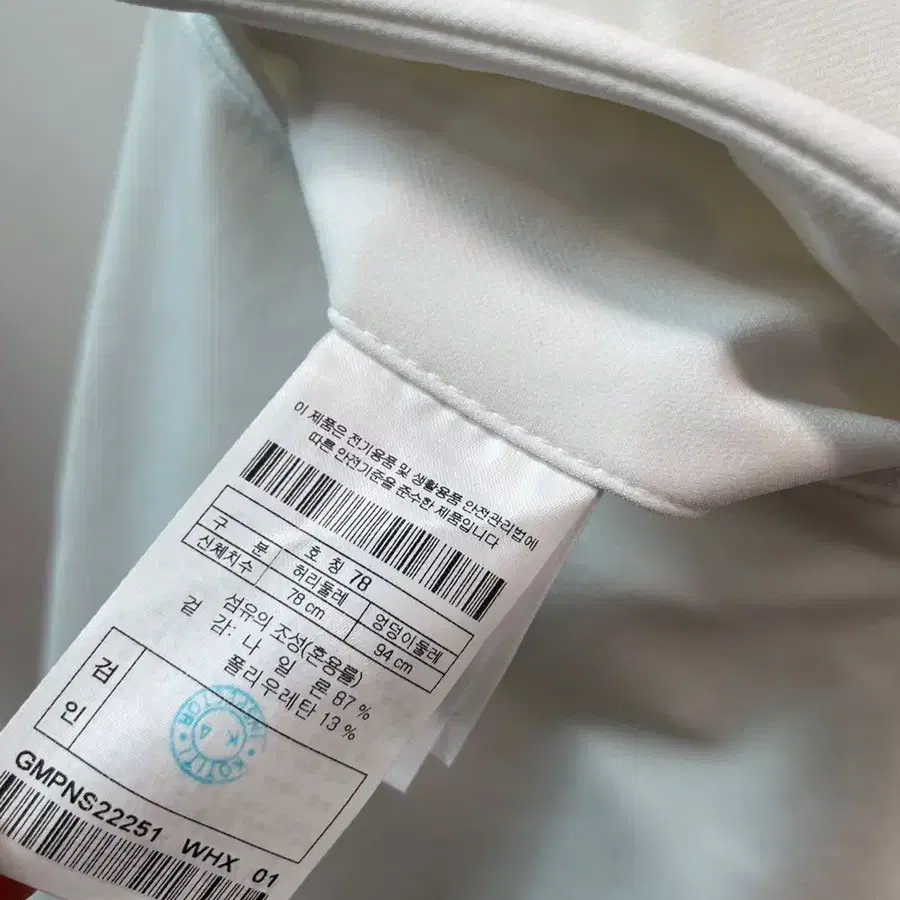 이 제품은 전기용품 및 생활용품 안전관리법에
따른 안전기준을 준수한 제품입니다
구 분 호 칭 78
신체치수 허리둘레 엉덩이둘레
78 cm 94 cm
섬유의 조성(혼용률)
겉 감: 나 일 론 87 %
폴리우레탄 13 %
검
인
KOTITI
K 4
GMPNS22251 WHX 01